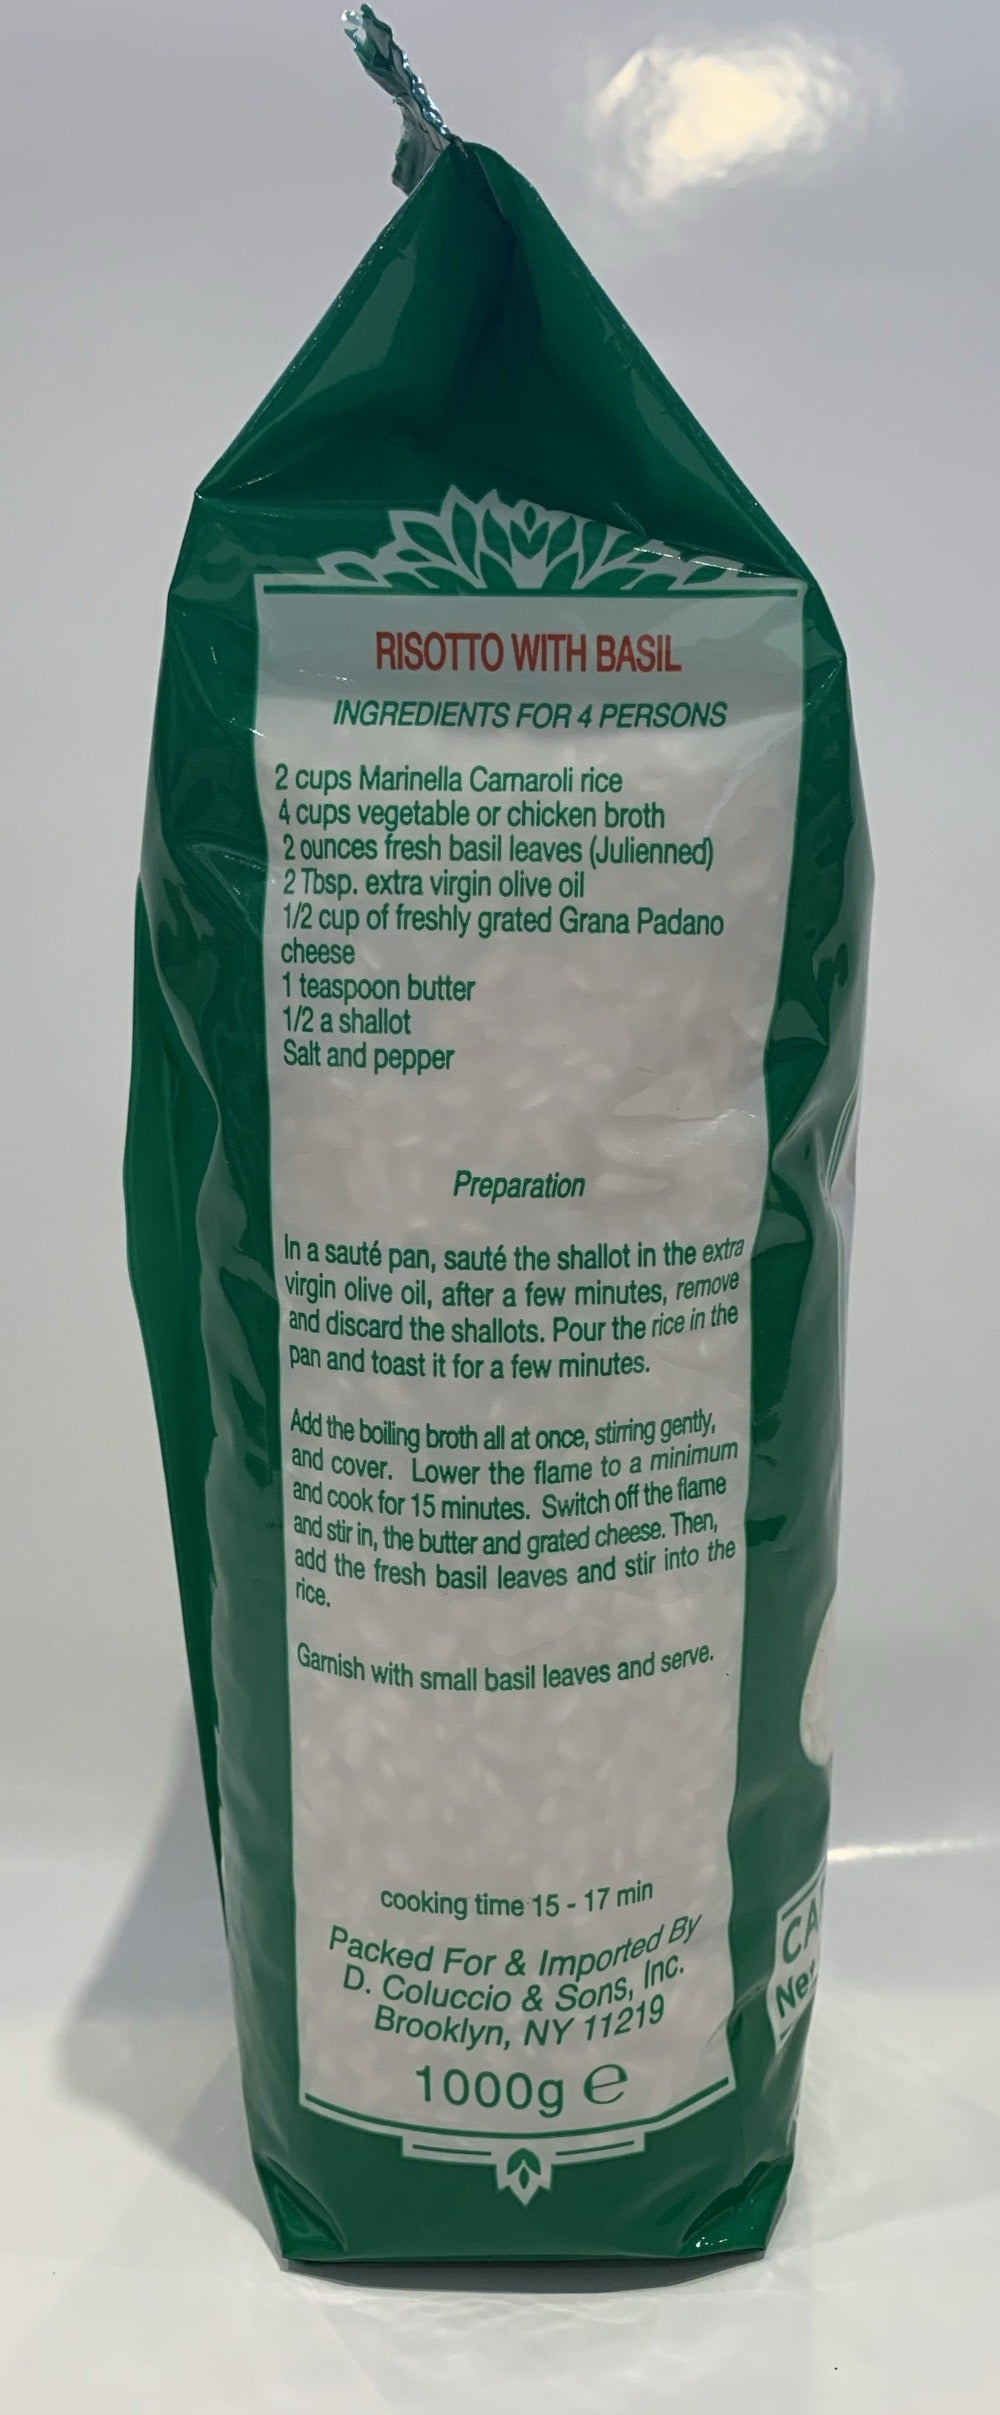 RISOTTO WITH BASIL
INGREDIENTS FOR 4 PERSONS
2 cups Marinella Carnaroli rice
4 cups vegetable or chicken broth
2 ounces fresh basil leaves (Julienned)
2 Tbsp. extra virgin olive oil
1/2 cup of freshly grated Grana Padano
cheese
1 teaspoon butter
1/2 a shallot
Salt and pepper
Preparation
In a sauté pan, sauté the shallot in the extra
virgin olive oil, after a few minutes, remove
and discard the shallots. Pour the rice in the
pan and toast it for a few minutes.
Add the boiling broth all at once, stirring gently,
and cover. Lower the flame to a minimum
and cook for 15 minutes. Switch off the flame
and stir in, the butter and grated cheese. Then,
add the fresh basil leaves and stir into the
rice.
Garnish with small basil leaves and serve.
cooking time 15 - 17 min
Packed For & Imported By
D. Coluccio & Sons, Inc.
Brooklyn, NY 11219
1000g ℮